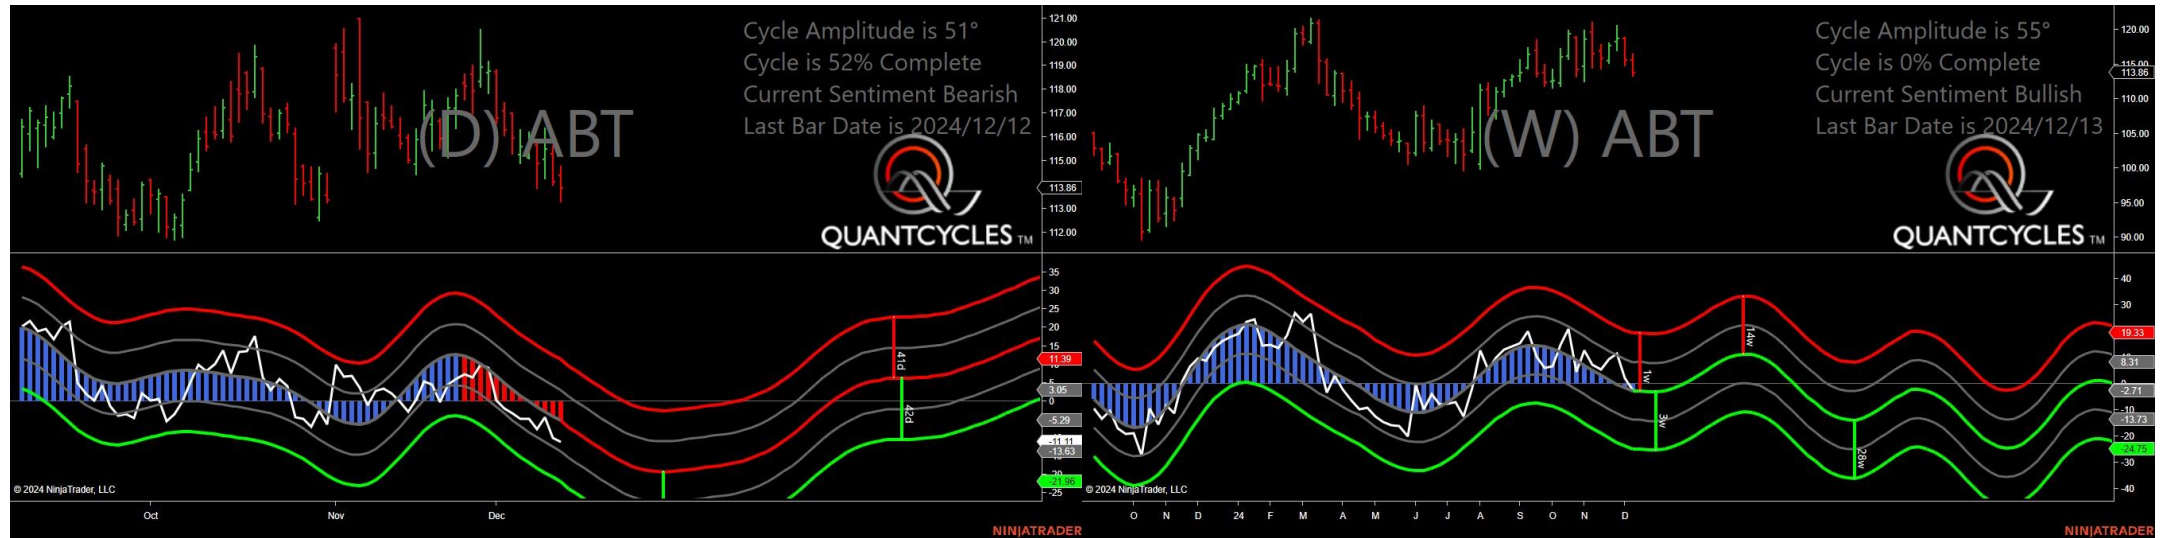 Cycle Amplitude is 51°
Cycle is 52% Complete
Current Sentiment Bearish
Last Bar Date is 2024/12/12
(D) ABT
QUANTCYCLES TM
121.00
120.00
119.00
118.00
117.00
116.00
115.00
113.86
113.00
112.00
35
30
25
20
15
11.39
3.05
0
-5.29
-11.11
-13.63
-21.96
-25
41d
42d
© 2024 NinjaTrader, LLC
Oct Nov Dec
NINJATRADER
Cycle Amplitude is 55°
Cycle is 0% Complete
Current Sentiment Bullish
Last Bar Date is 2024/12/13
(W) ABT
QUANTCYCLES TM
120.00
115.00
113.86
110.00
105.00
100.00
95.00
90.00
40
30
19.33
8.31
-2.71
-10
-13.73
-20
-24.75
-30
-40
1w
14w
28w
© 2024 NinjaTrader, LLC
O N D 24 F M A M J J A S O N D
NINJATRADER